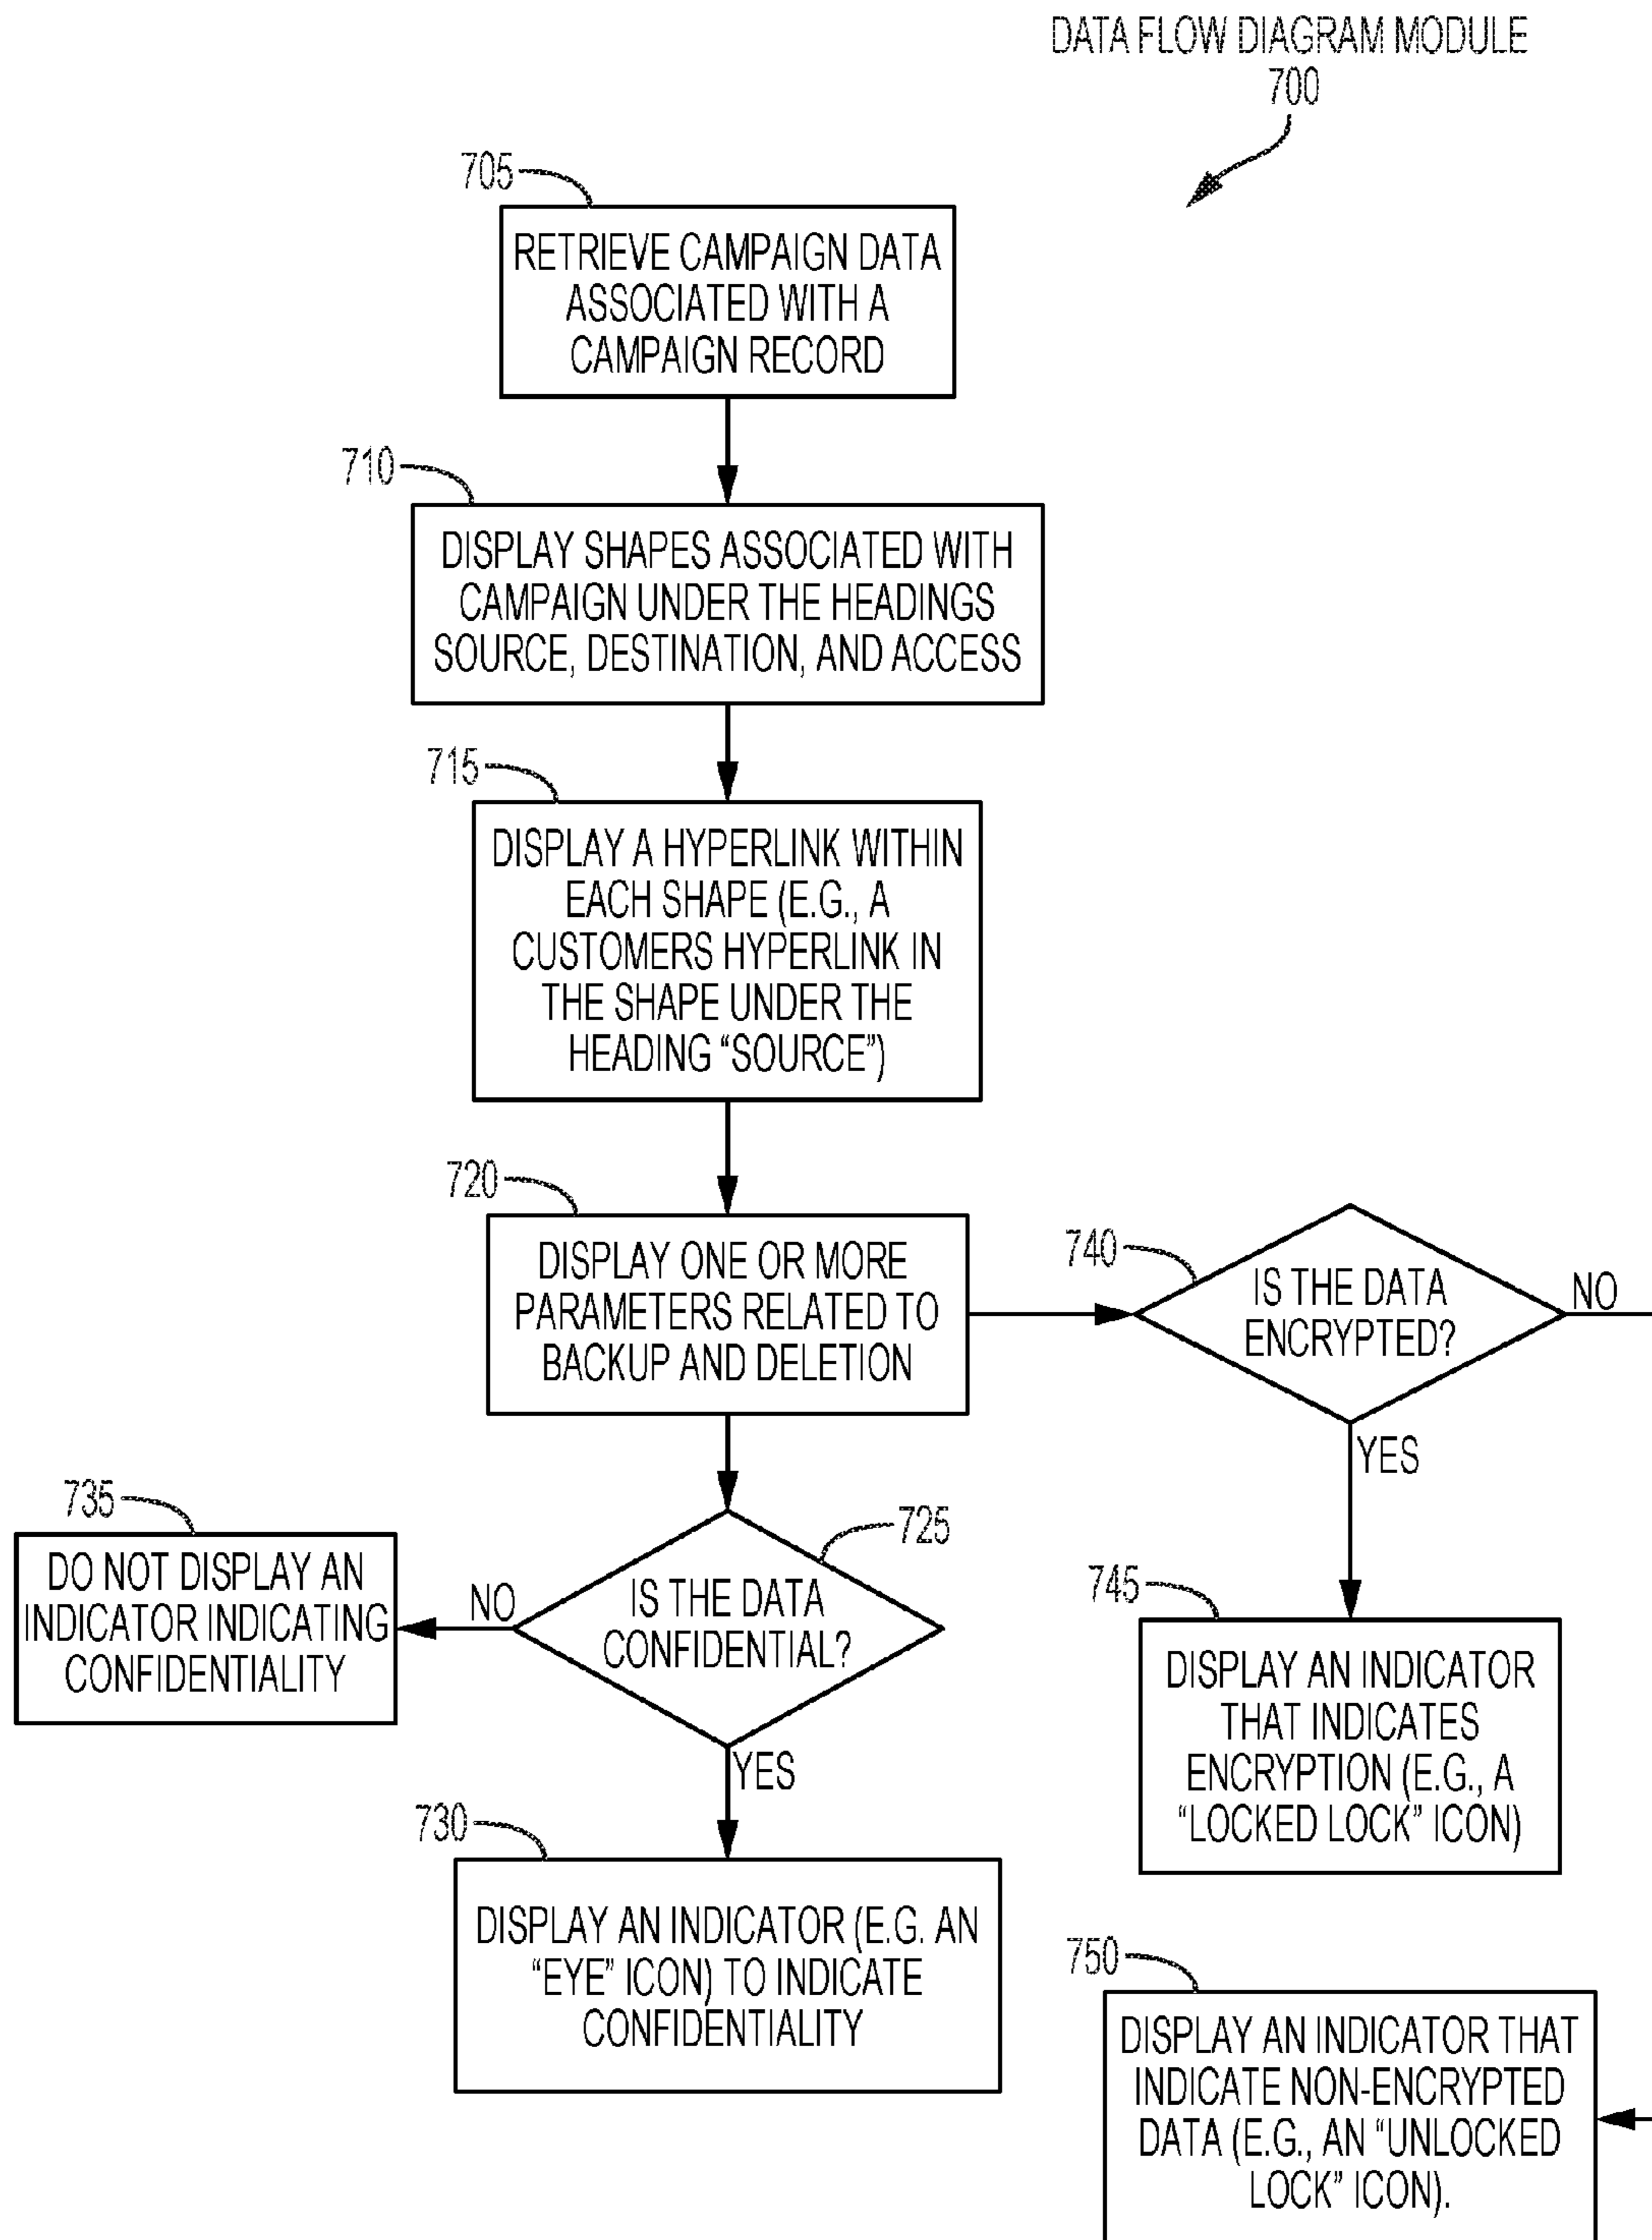 DATA FLOW DIAGRAM MODULE
700
705
RETRIEVE CAMPAIGN DATA
ASSOCIATED WITH A
CAMPAIGN RECORD
710
DISPLAY SHAPES ASSOCIATED WITH
CAMPAIGN UNDER THE HEADINGS
SOURCE, DESTINATION, AND ACCESS
715
DISPLAY A HYPERLINK WITHIN
EACH SHAPE (E.G., A
CUSTOMERS HYPERLINK IN
THE SHAPE UNDER THE
HEADING “SOURCE”)
720
DISPLAY ONE OR MORE
PARAMETERS RELATED TO
BACKUP AND DELETION
740
IS THE DATA
ENCRYPTED?
NO
YES
735
DO NOT DISPLAY AN
INDICATOR INDICATING
CONFIDENTIALITY
NO
725
IS THE DATA
CONFIDENTIAL?
YES
745
DISPLAY AN INDICATOR
THAT INDICATES
ENCRYPTION (E.G., A
“LOCKED LOCK” ICON)
730
DISPLAY AN INDICATOR (E.G. AN
“EYE” ICON) TO INDICATE
CONFIDENTIALITY
750
DISPLAY AN INDICATOR THAT
INDICATE NON-ENCRYPTED
DATA (E.G., AN “UNLOCKED
LOCK” ICON).